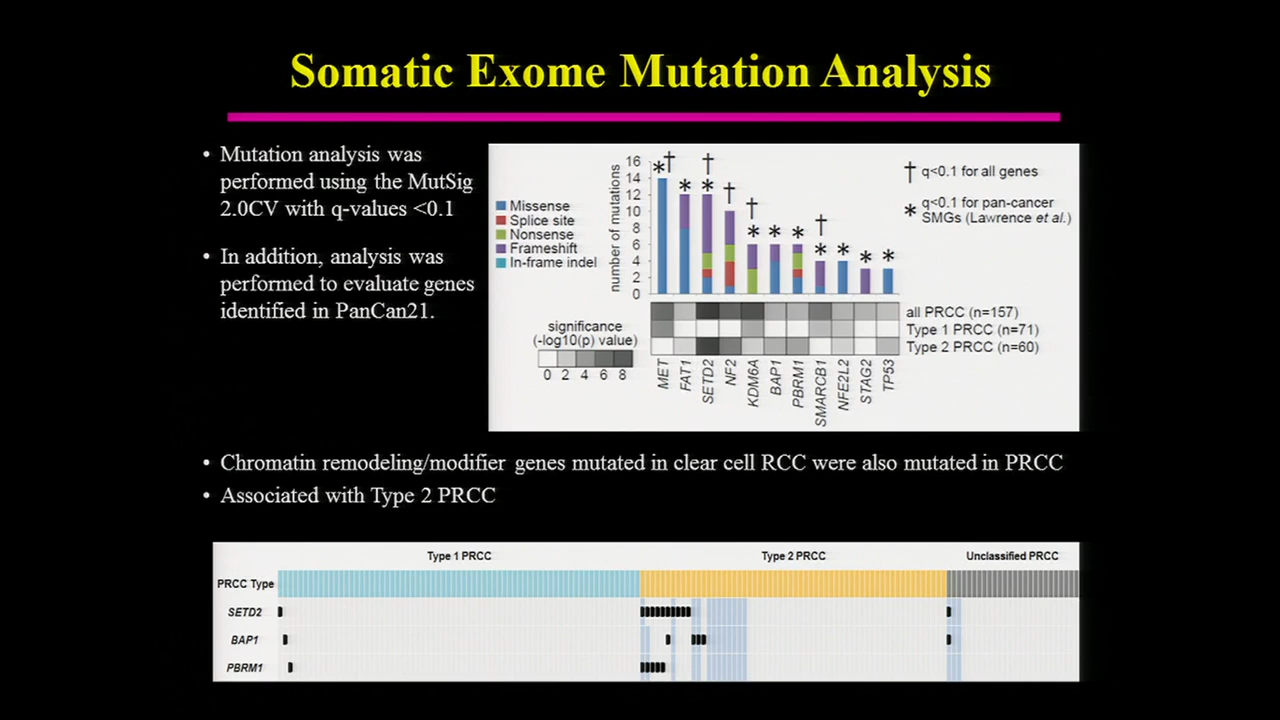 Somatic Exome Mutation Analysis
• Mutation analysis was
performed using the MutSig
2.0CV with q-values <0.1
• In addition, analysis was
performed to evaluate genes
identified in PanCan21.
Missense
Splice site
Nonsense
Frameshift
In-frame indel
number of mutations
16
14
12
10
8
6
4
2
0
*† * † * † † * * * † * * * *
† q<0.1 for all genes
* q<0.1 for pan-cancer
SMGs (Lawrence et al.)
significance
(-log10(p) value)
0 2 4 6 8
all PRCC (n=157)
Type 1 PRCC (n=71)
Type 2 PRCC (n=60)
MET FAT1 SETD2 NF2 KDM6A BAP1 PBRM1 SMARCB1 NFE2L2 STAG2 TP53
• Chromatin remodeling/modifier genes mutated in clear cell RCC were also mutated in PRCC
• Associated with Type 2 PRCC
Type 1 PRCC Type 2 PRCC Unclassified PRCC
PRCC Type
SETD2
BAP1
PBRM1